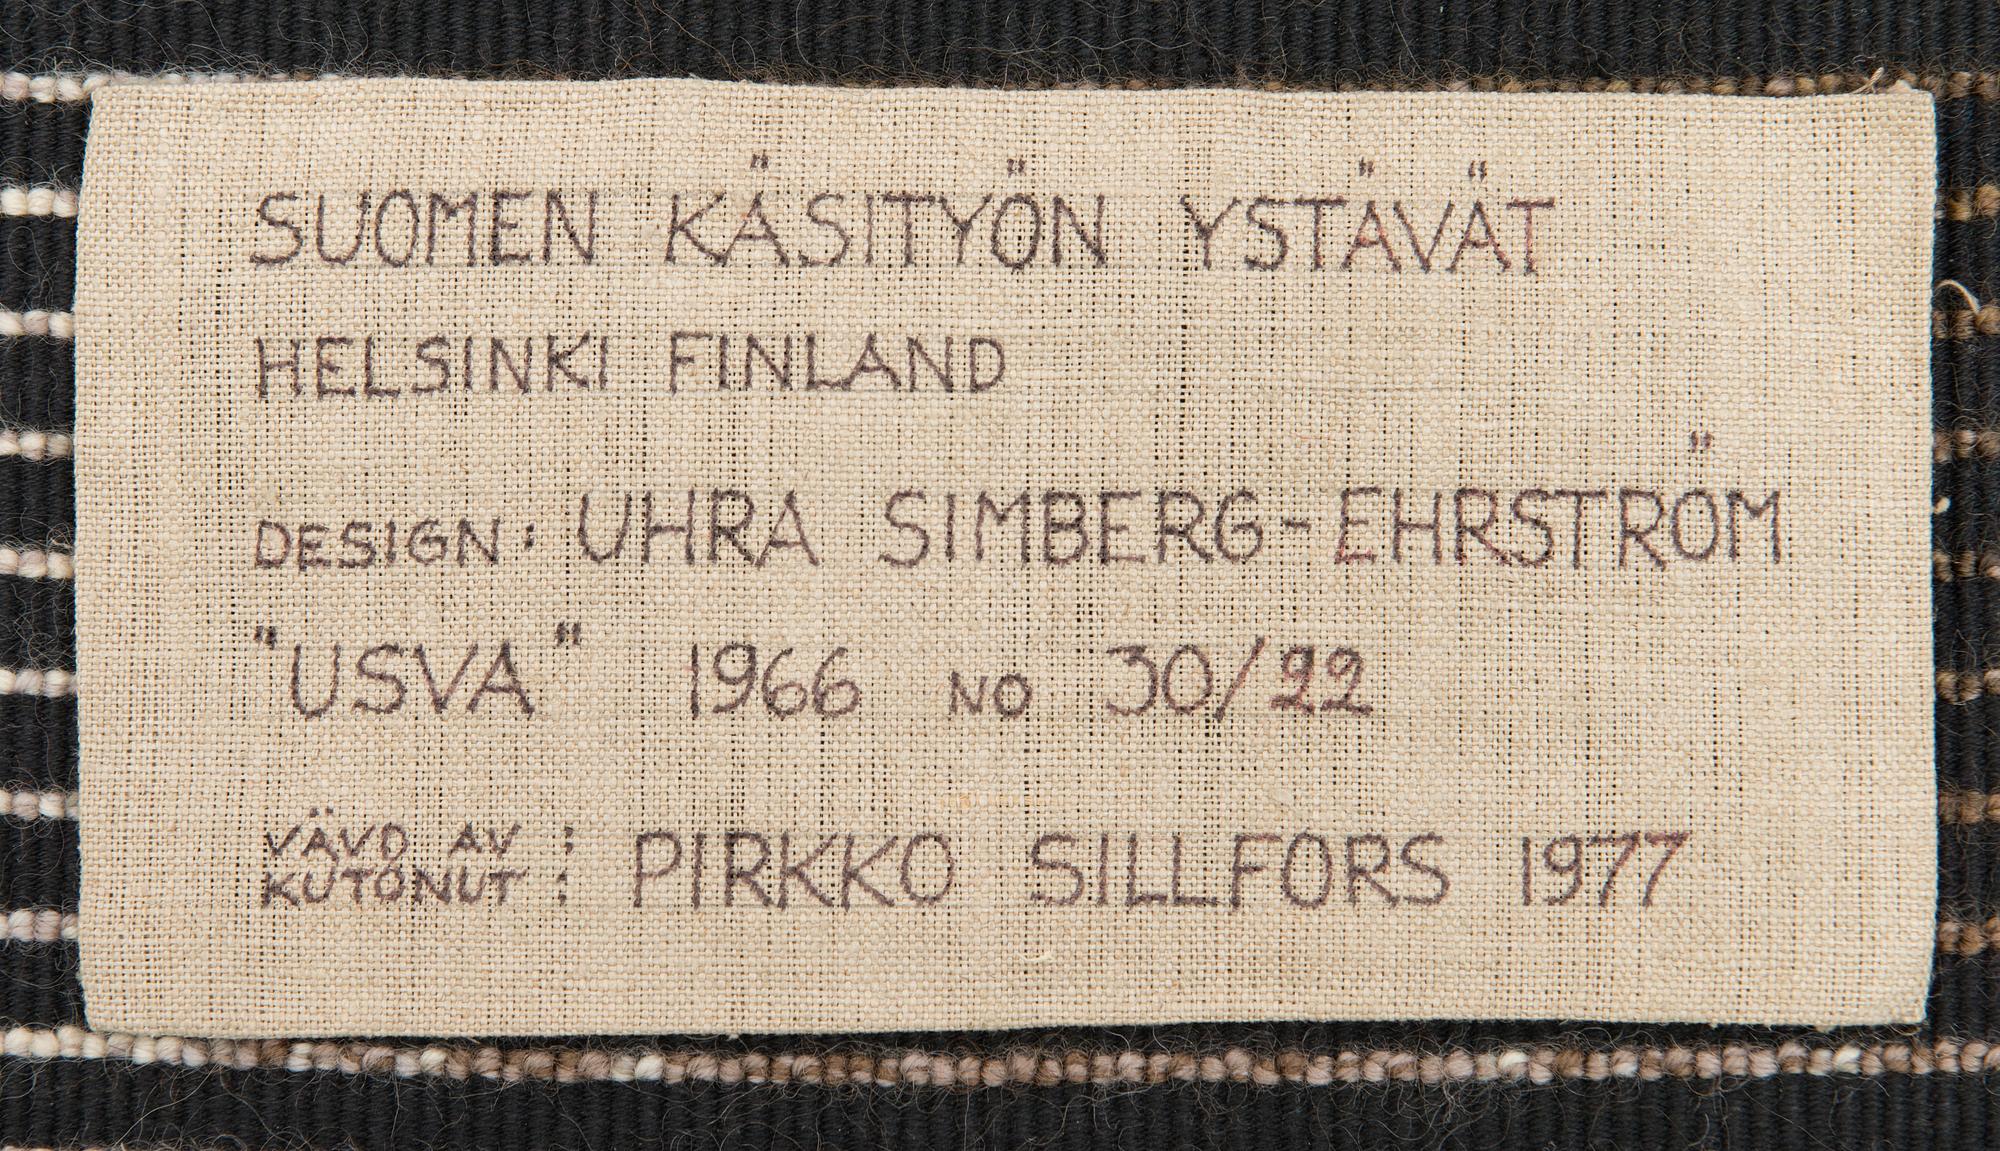 SUOMEN KÄSITYÖN YSTÄVÄT
HELSINKI FINLAND
DESIGN: UHRA SIMBERG-EHRSTRÖM
"USVA" 1966 NO 30/22
VÄVD AV :
KUTONUT : PIRKKO SILLFORS 1977